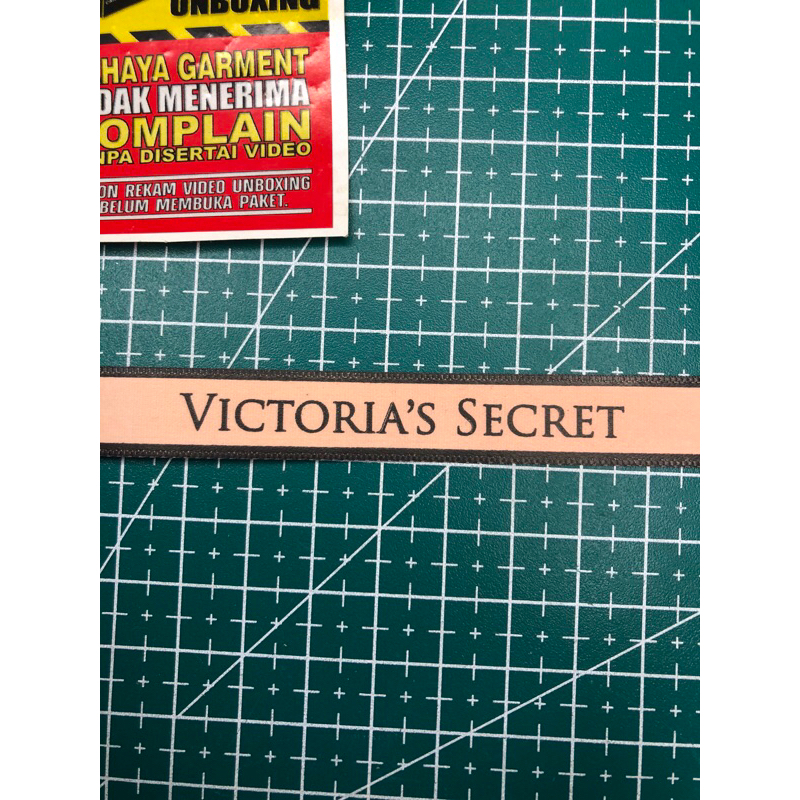 UNBOXING
HAYA GARMENT
DAK MENERIMA
OMPLAIN
NPA DISERTAI VIDEO
ON REKAM VIDEO UNBOXING
BELUM MEMBUKA PAKET.
VICTORIA'S SECRET